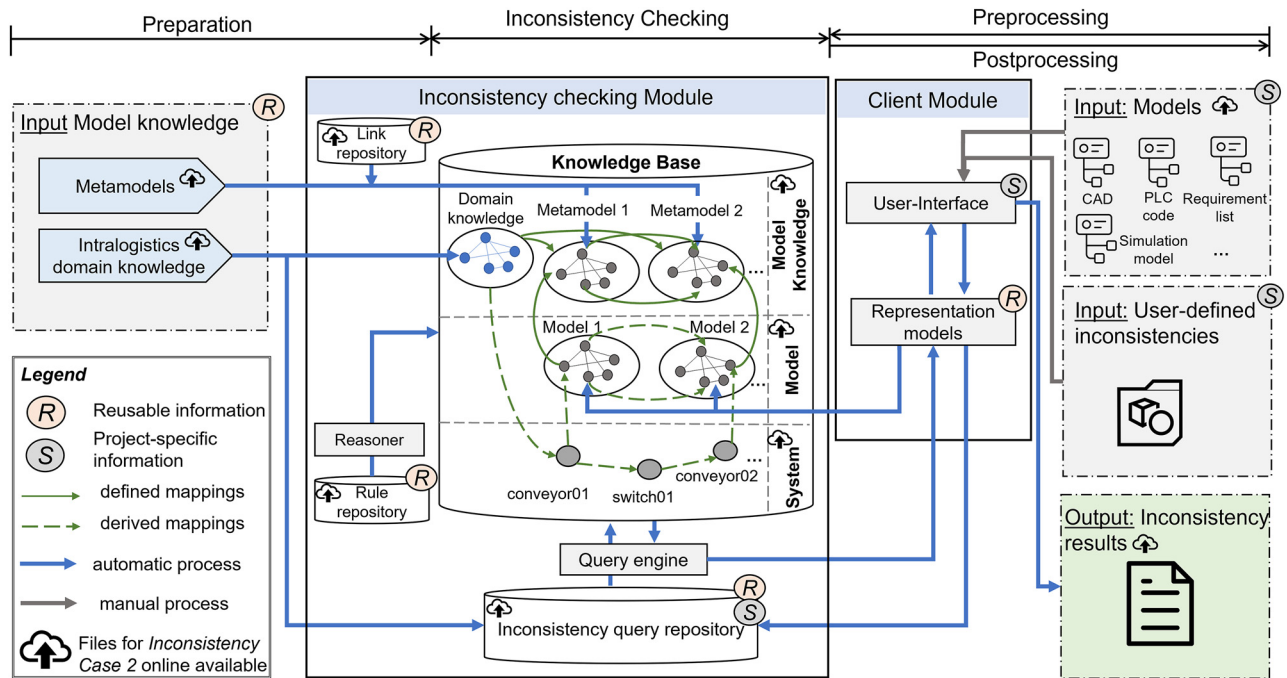 Preparation
Inconsistency Checking
Preprocessing
Postprocessing
Input Model knowledge
R
Metamodels
Intralogistics
domain knowledge
Legend
R
Reusable information
S
Project-specific
information
defined mappings
derived mappings
automatic process
manual process
Files for Inconsistency
Case 2 online available
Inconsistency checking Module
Link
repository
R
Knowledge Base
Domain
knowledge
Metamodel 1
Metamodel 2
...
Model
Knowledge
Model 1
Model 2
...
Model
conveyor01
switch01
conveyor02
...
System
Reasoner
Rule
repository
R
Query engine
Inconsistency query repository
R
S
Client Module
User-Interface
S
Representation
models
R
Input: Models
S
CAD
PLC
code
Requirement
list
Simulation
model
...
Input: User-defined
inconsistencies
S
Output: Inconsistency
results